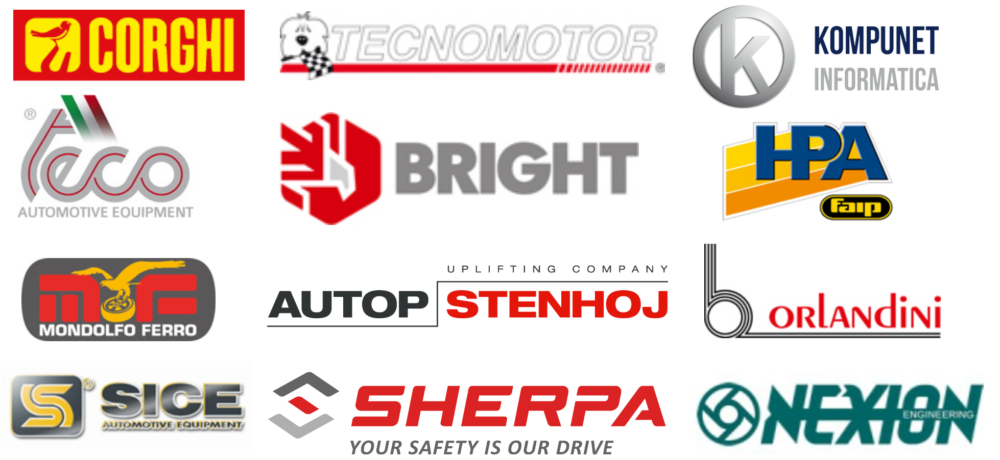 CORGHI
TECNOMOTOR
®
KOMPUNET
INFORMATICA
®
Teco
AUTOMOTIVE EQUIPMENT
BRIGHT
HPA
faip
MF
MONDOLFO FERRO
UPLIFTING COMPANY
AUTOP STENHOJ
b ORLANDINI
S® SICE
AUTOMOTIVE EQUIPMENT
SHERPA
YOUR SAFETY IS OUR DRIVE
NEXION
ENGINEERING